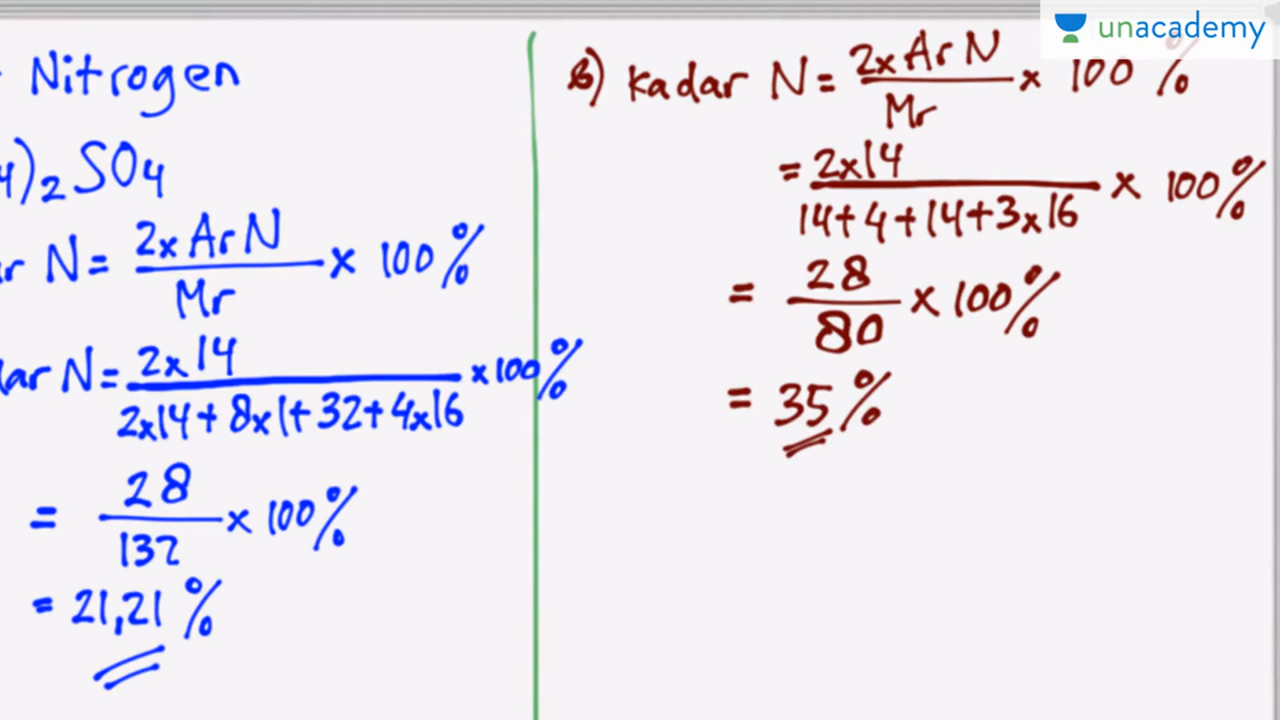 Nitrogen
4)₂SO4
ar N = 2x Ar N / Mr x 100 %
dar N = 2x14 / 2x14 + 8x1 + 32 + 4x16 x 100 %
= 28 / 132 x 100 %
= 21,21 %
unacademy
b) Kadar N = 2x Ar N / Mr x 100 %
= 2x14 / 14 + 4 + 14 + 3x16 x 100 %
= 28 / 80 x 100 %
= 35 %